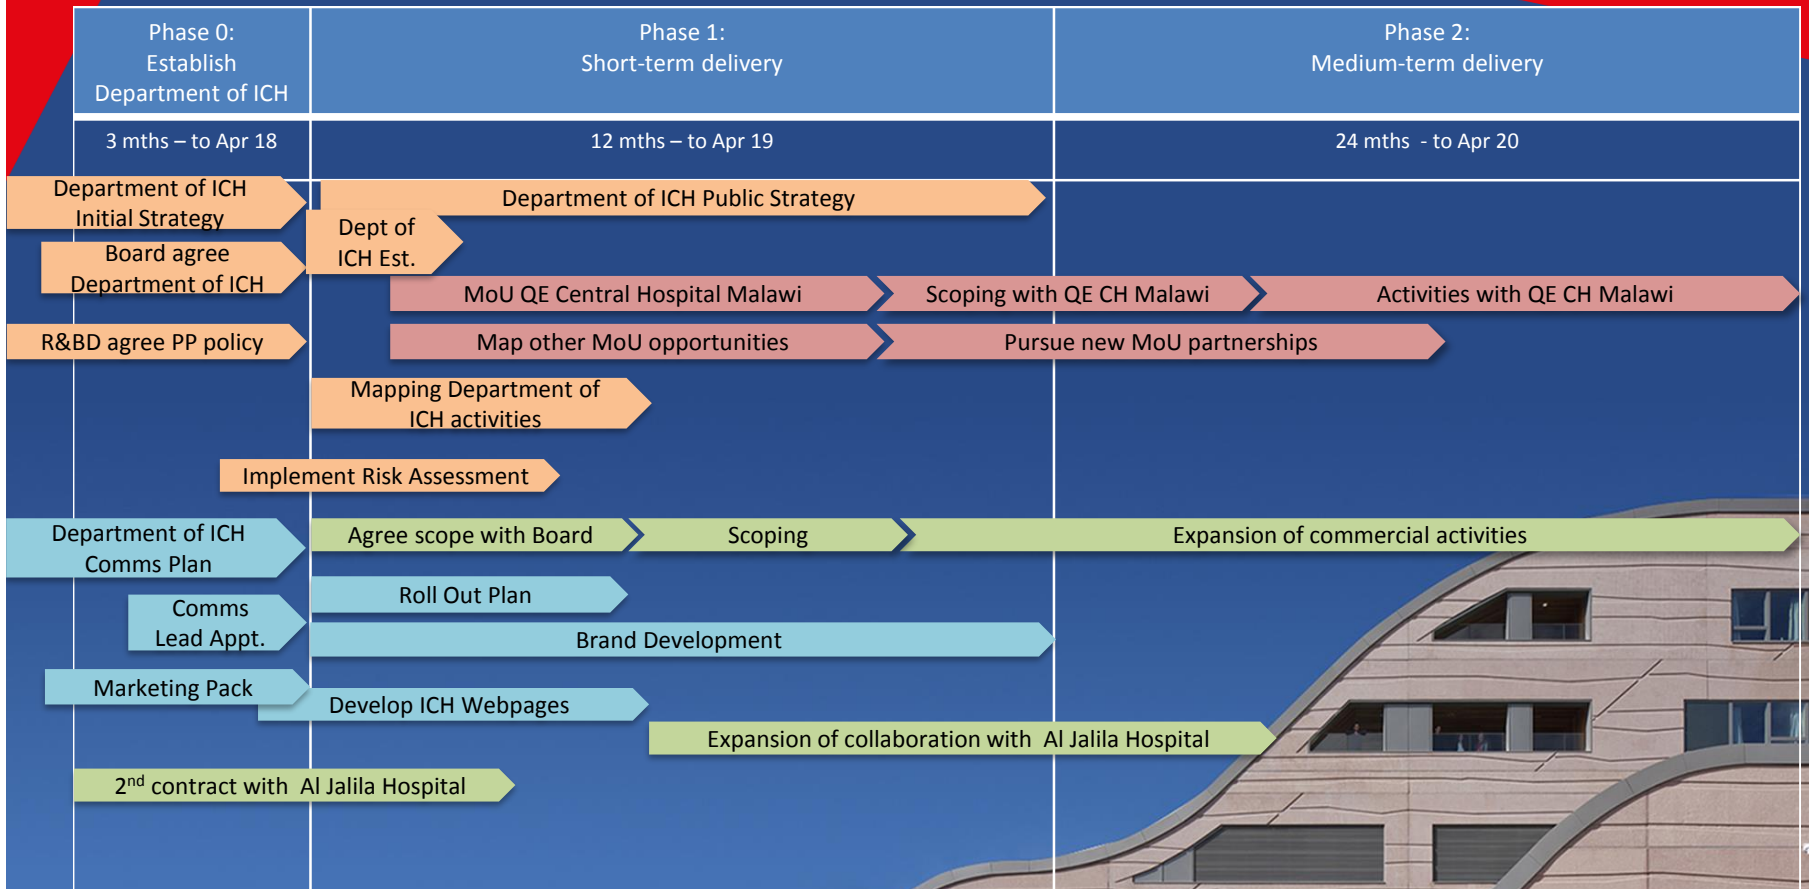 Phase 0:
Establish
Department of ICH
Phase 1:
Short-term delivery
Phase 2:
Medium-term delivery
3 mths – to Apr 18
12 mths – to Apr 19
24 mths  - to Apr 20
Department of ICH
Initial Strategy
Department of ICH Public Strategy
Dept of
ICH Est.
Board agree
Department of ICH
MoU QE Central Hospital Malawi
Scoping with QE CH Malawi
Activities with QE CH Malawi
R&BD agree PP policy
Map other MoU opportunities
Pursue new MoU partnerships
Mapping Department of
ICH activities
Implement Risk Assessment
Department of ICH
Comms Plan
Agree scope with Board
Scoping
Expansion of commercial activities
Roll Out Plan
Comms
Lead Appt.
Brand Development
Marketing Pack
Develop ICH Webpages
Expansion of collaboration with  Al Jalila Hospital
2nd contract with  Al Jalila Hospital